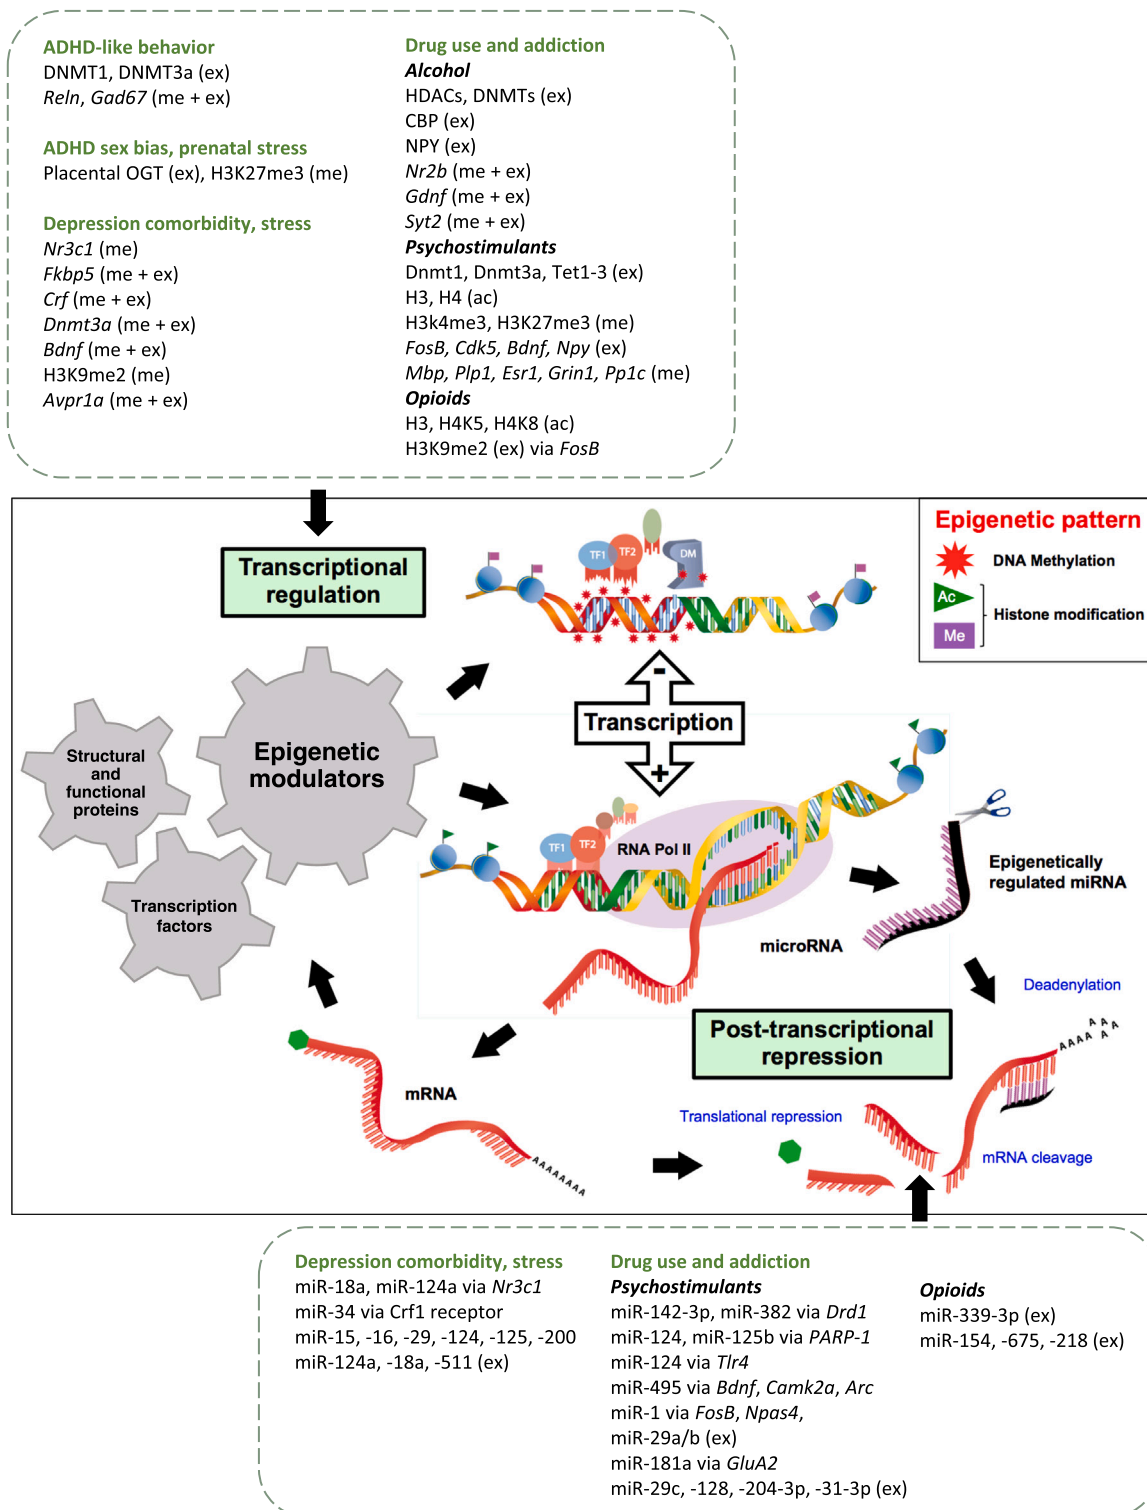 ADHD-like behavior
DNMT1, DNMT3a (ex)
Reln, Gad67 (me + ex)
ADHD sex bias, prenatal stress
Placental OGT (ex), H3K27me3 (me)
Depression comorbidity, stress
Nr3c1 (me)
Fkbp5 (me + ex)
Crf (me + ex)
Dnmt3a (me + ex)
Bdnf (me + ex)
H3K9me2 (me)
Avpr1a (me + ex)
Drug use and addiction
Alcohol
HDACs, DNMTs (ex)
CBP (ex)
NPY (ex)
Nr2b (me + ex)
Gdnf (me + ex)
Syt2 (me + ex)
Psychostimulants
Dnmt1, Dnmt3a, Tet1-3 (ex)
H3, H4 (ac)
H3k4me3, H3K27me3 (me)
FosB, Cdk5, Bdnf, Npy (ex)
Mbp, Plp1, Esr1, Grin1, Pp1c (me)
Opioids
H3, H4K5, H4K8 (ac)
H3K9me2 (ex) via FosB
Transcriptional
regulation
TF1
TF2
DM
Epigenetic pattern
DNA Methylation
Ac
Histone modification
Me
-
Transcription
+
Structural
and
functional
proteins
Epigenetic
modulators
Transcription
factors
TF1
TF2
RNA Pol II
Epigenetically
regulated miRNA
microRNA
Deadenylation
A A A A A A A A
Post-transcriptional
repression
mRNA
Translational repression
mRNA cleavage
A A A A A A A A
Depression comorbidity, stress
miR-18a, miR-124a via Nr3c1
miR-34 via Crf1 receptor
miR-15, -16, -29, -124, -125, -200
miR-124a, -18a, -511 (ex)
Drug use and addiction
Psychostimulants
miR-142-3p, miR-382 via Drd1
miR-124, miR-125b via PARP-1
miR-124 via Tlr4
miR-495 via Bdnf, Camk2a, Arc
miR-1 via FosB, Npas4,
miR-29a/b (ex)
miR-181a via GluA2
miR-29c, -128, -204-3p, -31-3p (ex)
Opioids
miR-339-3p (ex)
miR-154, -675, -218 (ex)